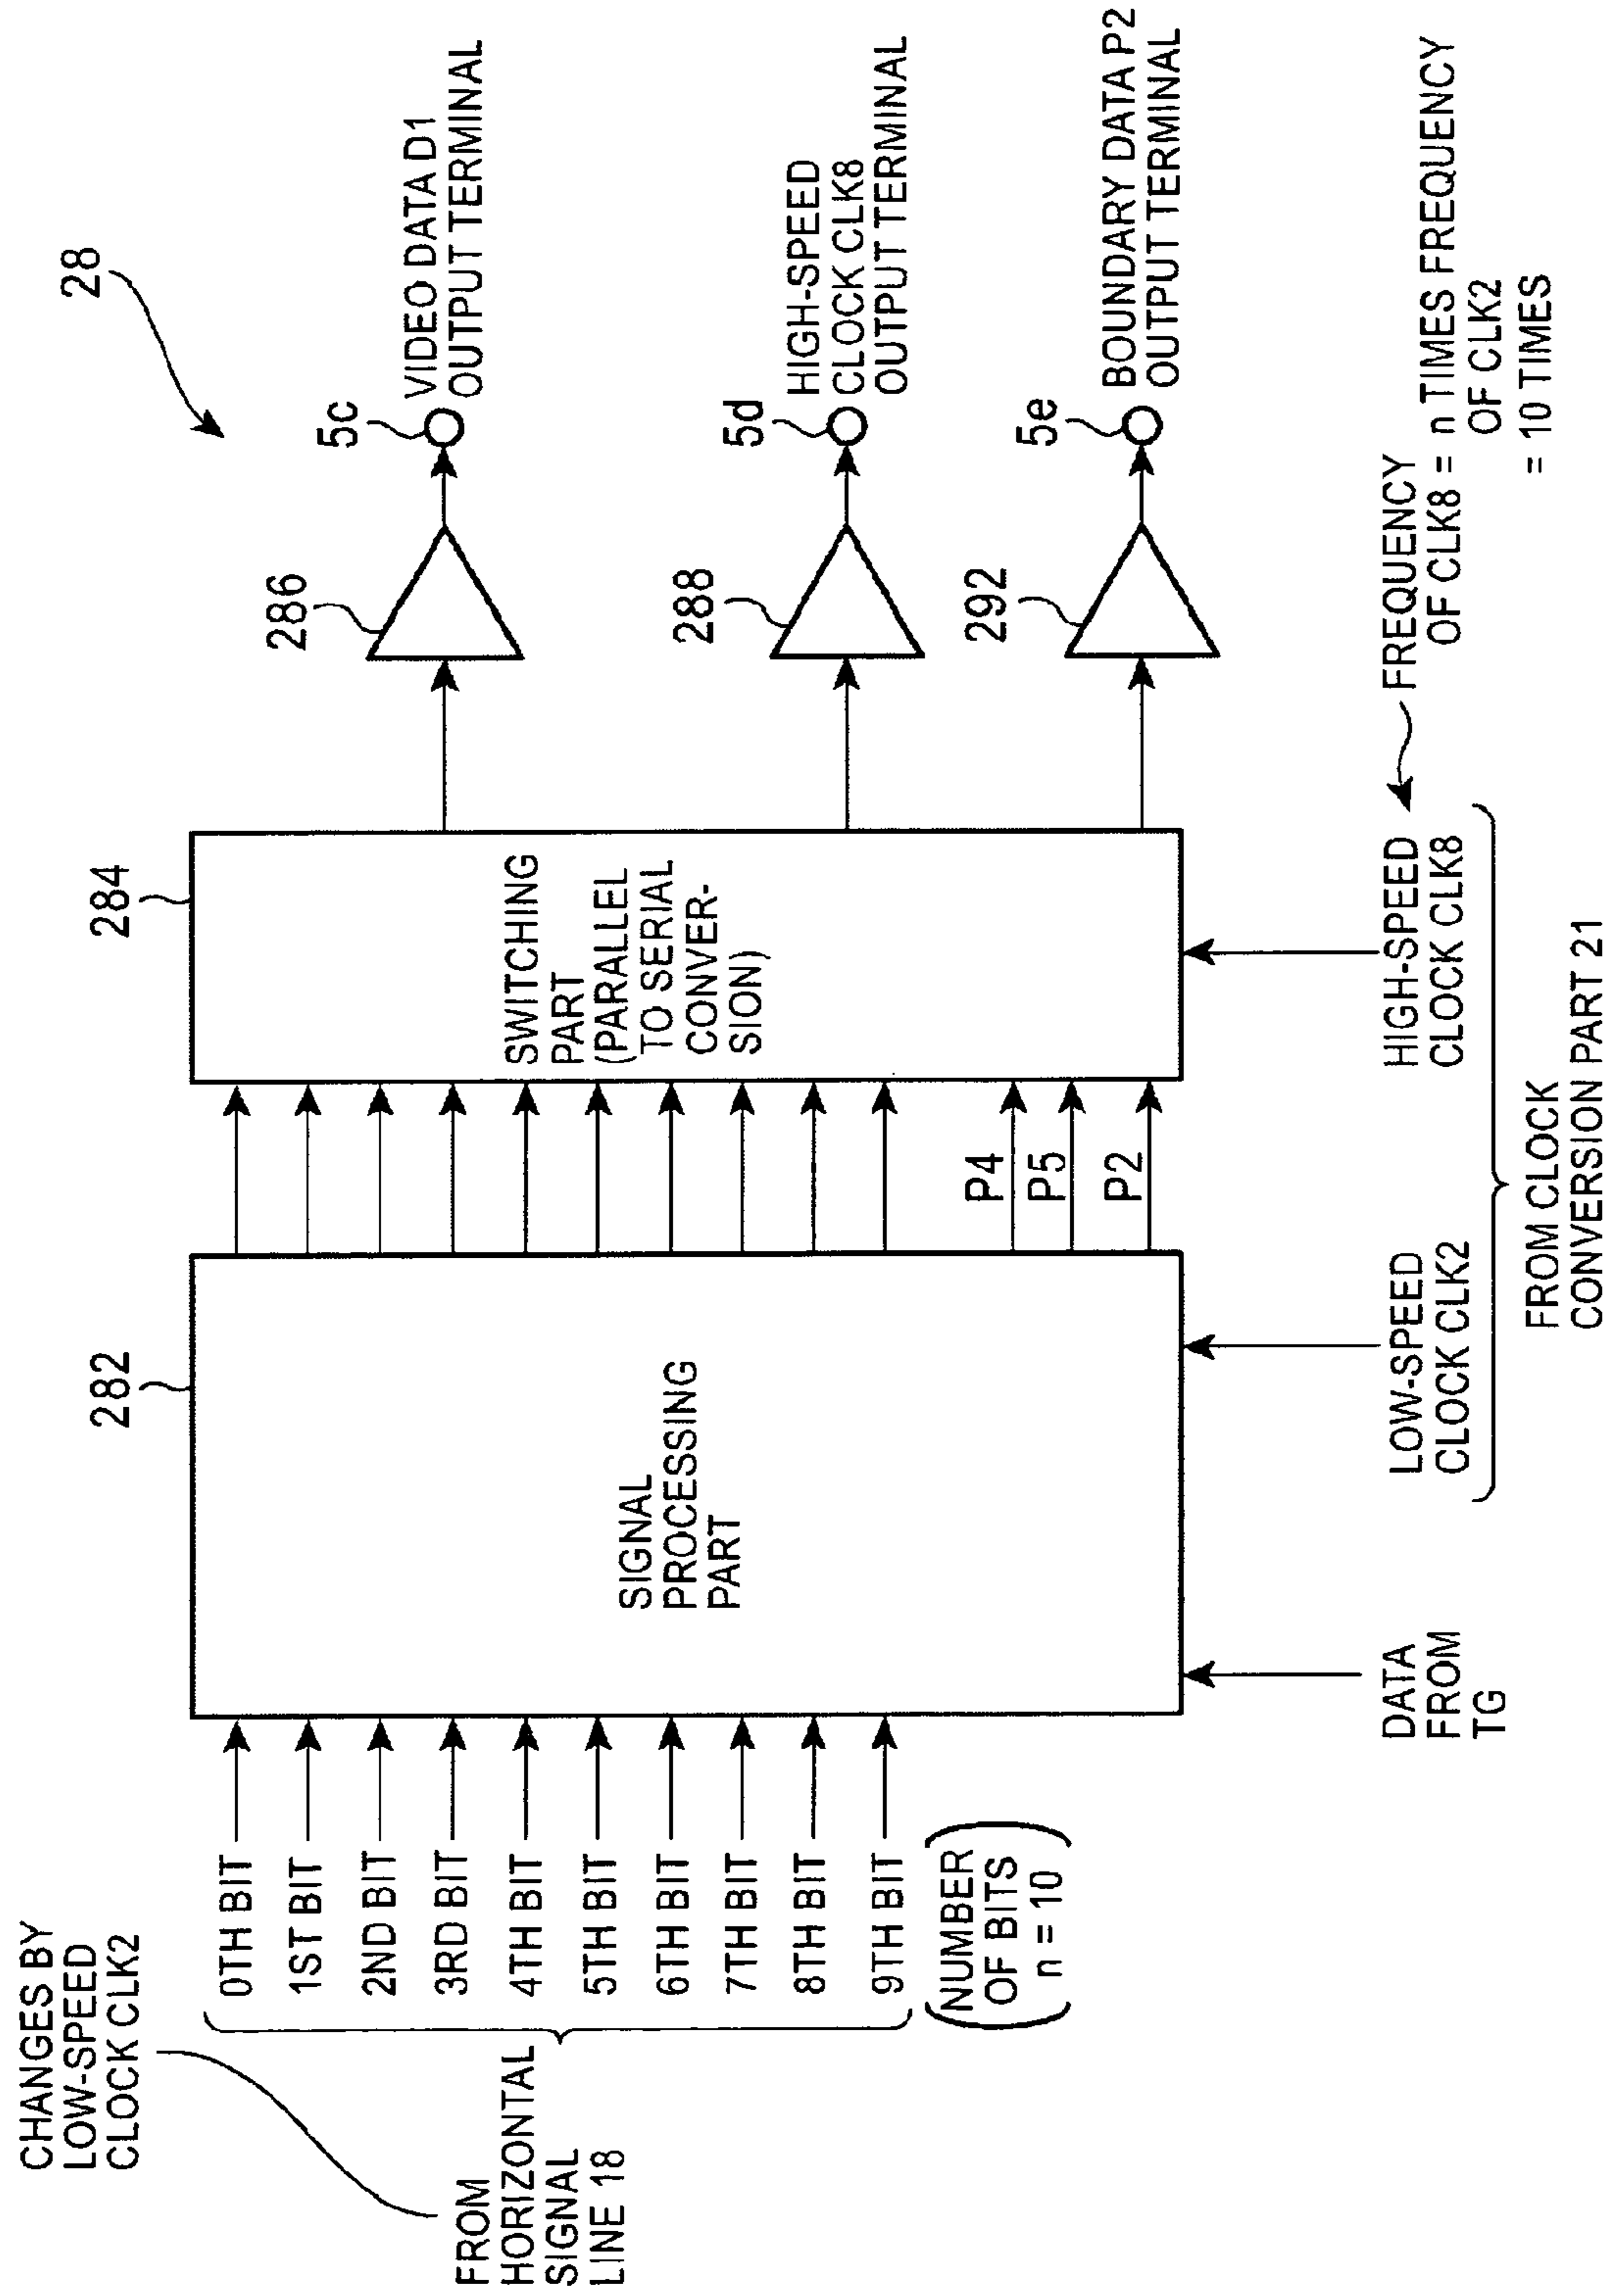 28
CHANGES BY
LOW-SPEED
CLOCK CLK2
FROM
HORIZONTAL
SIGNAL
LINE 18
0TH BIT
1ST BIT
2ND BIT
3RD BIT
4TH BIT
5TH BIT
6TH BIT
7TH BIT
8TH BIT
9TH BIT
(NUMBER
OF BITS
n = 10)
282
SIGNAL
PROCESSING
PART
P4
P5
P2
284
SWITCHING
PART
(PARALLEL
TO SERIAL
CONVER-
SION)
286
5c
VIDEO DATA D1
OUTPUT TERMINAL
288
5d
HIGH-SPEED
CLOCK CLK8
OUTPUT TERMINAL
292
5e
BOUNDARY DATA P2
OUTPUT TERMINAL
DATA
FROM
TG
LOW-SPEED
CLOCK CLK2
HIGH-SPEED
CLOCK CLK8
FROM CLOCK
CONVERSION PART 21
FREQUENCY
OF CLK8 = n TIMES FREQUENCY
OF CLK2
= 10 TIMES